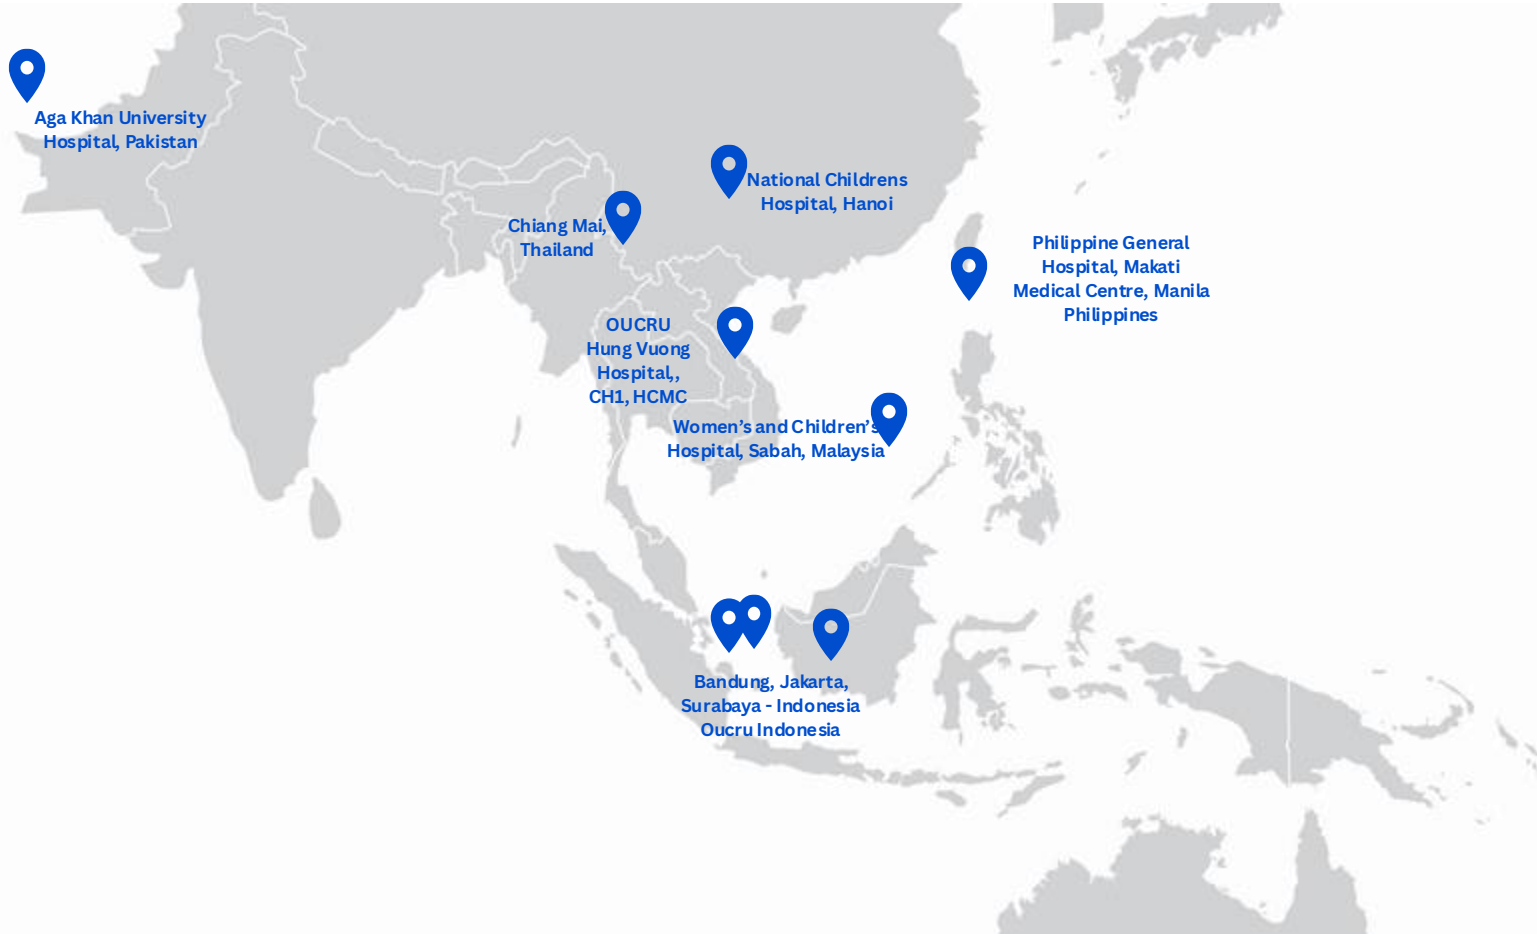 Aga Khan University
Hospital, Pakistan
National Childrens
Hospital, Hanoi
Chiang Mai,
Thailand
Philippine General
Hospital, Makati
Medical Centre, Manila
Philippines
OUCRU
Hung Vuong
Hospital,,
CH1, HCMC
Women’s and Children’s
Hospital, Sabah, Malaysia
Bandung, Jakarta,
Surabaya - Indonesia
Oucru Indonesia